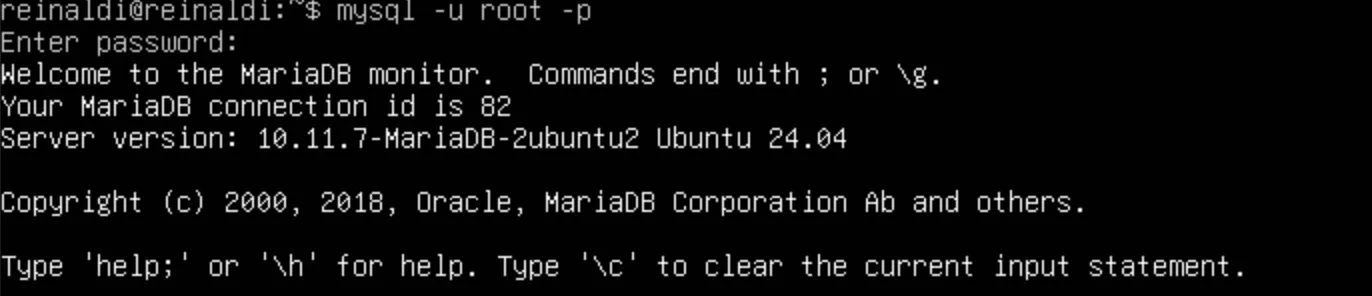 reinaldi@reinaldi:~$ mysql -u root -p
Enter password:
Welcome to the MariaDB monitor.  Commands end with ; or \g.
Your MariaDB connection id is 82
Server version: 10.11.7-MariaDB-2ubuntu2 Ubuntu 24.04
Copyright (c) 2000, 2018, Oracle, MariaDB Corporation Ab and others.
Type 'help;' or '\h' for help. Type '\c' to clear the current input statement.